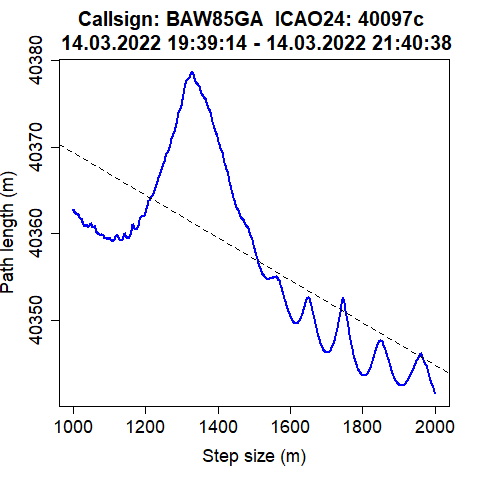 Callsign: BAW85GA  ICAO24: 40097c
14.03.2022 19:39:14 - 14.03.2022 21:40:38
Path length (m)
40380
40370
40360
40350
1000 1200 1400 1600 1800 2000
Step size (m)